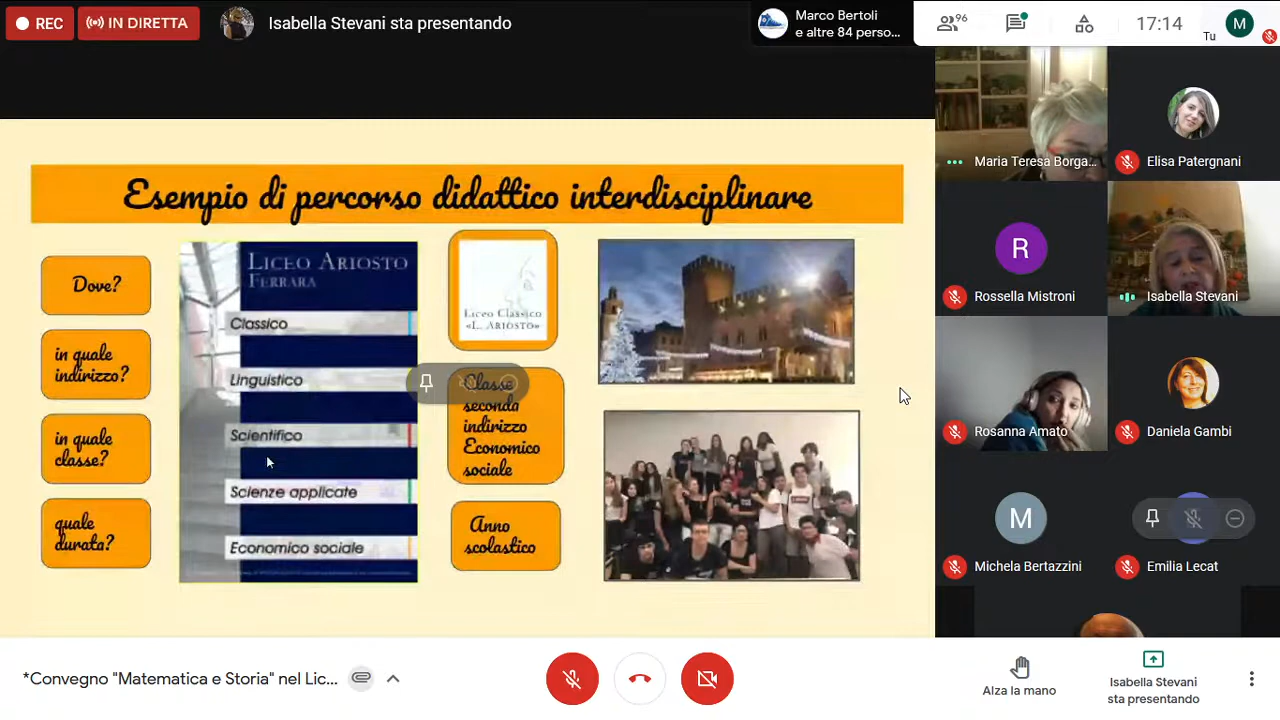 REC
IN DIRETTA
Isabella Stevani sta presentando
Marco Bertoli
e altre 84 perso...
96
17:14
Tu
M
Esempio di percorso didattico interdisciplinare
Dove?
in quale
indirizzo?
in quale
classe?
quale
durata?
LICEO ARIOSTO
FERRARA
Classico
Linguistico
Scientifico
Scienze applicate
Economico sociale
Liceo Classico
«L. ARIOSTO»
Classe
seconda
indirizzo
Economico
sociale
Anno
scolastico
Maria Teresa Borga...
Elisa Patergnani
R
Rossella Mistroni
Isabella Stevani
Rosanna Amato
Daniela Gambi
M
Michela Bertazzini
Emilia Lecat
*Convegno "Matematica e Storia" nel Lic...
Alza la mano
Isabella Stevani
sta presentando